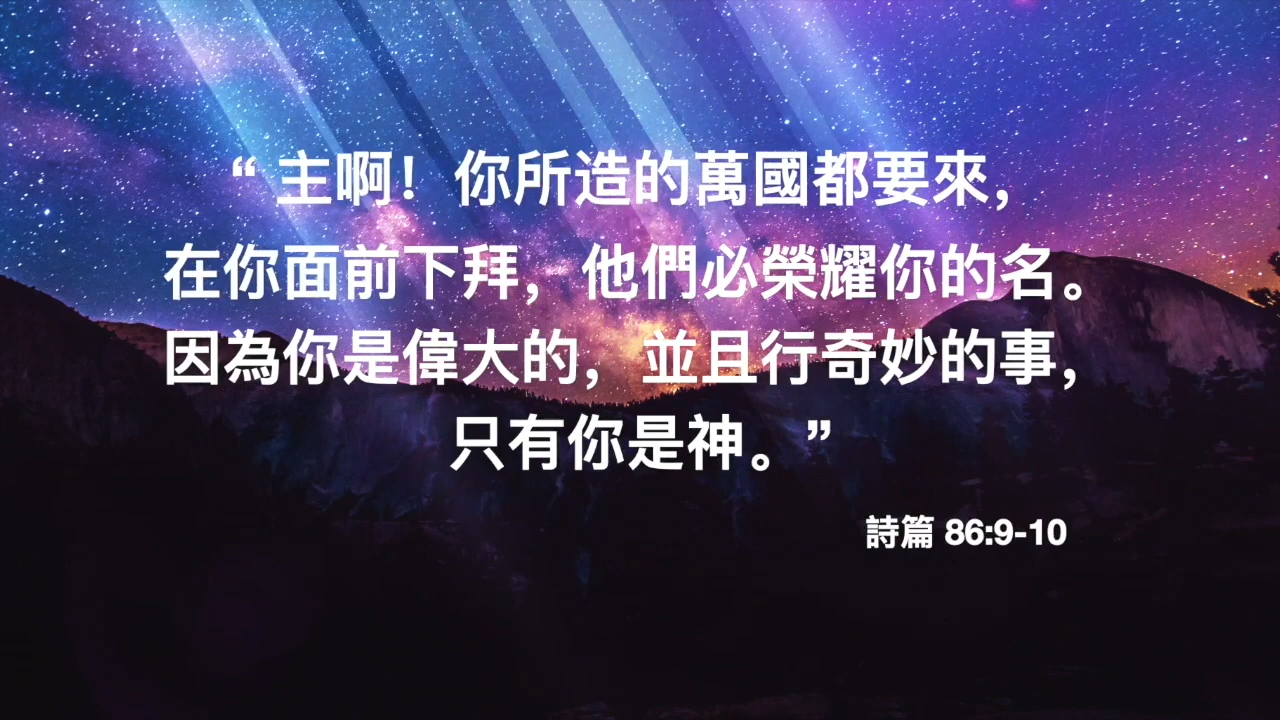 “ 主啊！你所造的萬國都要來，
在你面前下拜，他們必榮耀你的名。
因為你是偉大的，並且行奇妙的事，
只有你是神。”
詩篇 86:9-10